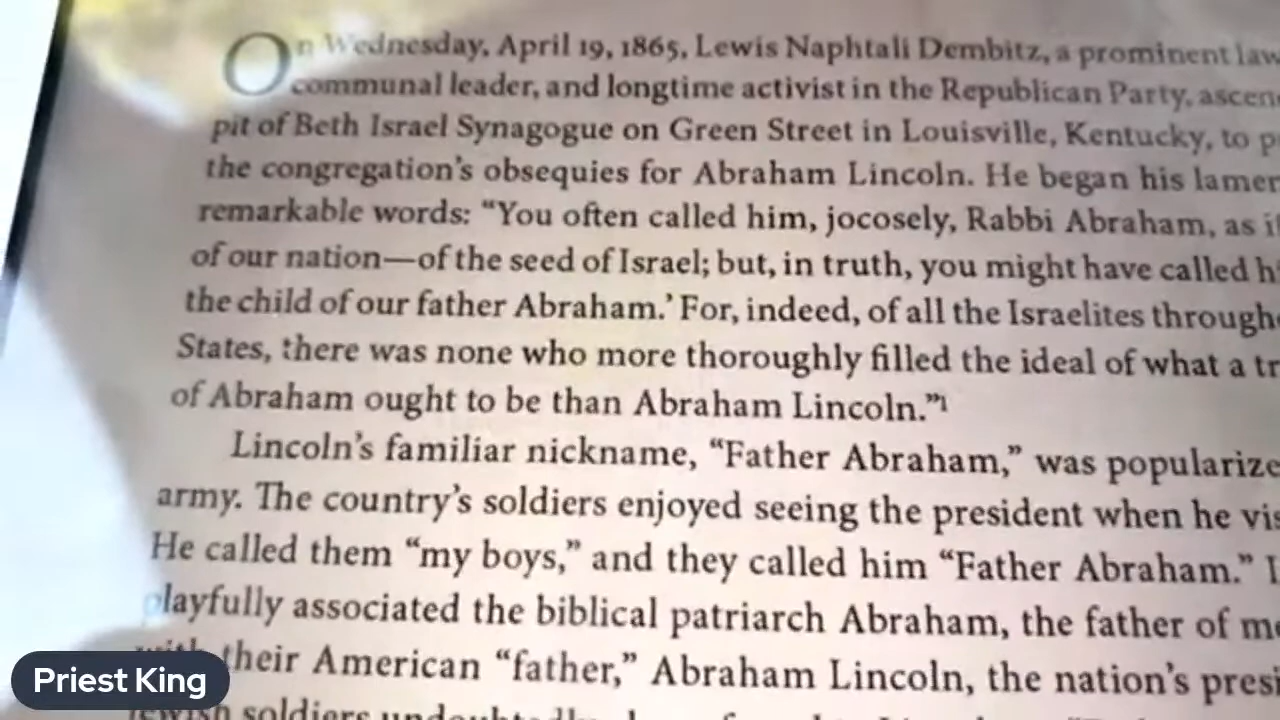 On Wednesday, April 19, 1865, Lewis Naphtali Dembitz, a prominent law
communal leader, and longtime activist in the Republican Party, ascen
pit of Beth Israel Synagogue on Green Street in Louisville, Kentucky, to p
the congregation's obsequies for Abraham Lincoln. He began his lamen
remarkable words: “You often called him, jocosely, Rabbi Abraham, as i
of our nation—of the seed of Israel; but, in truth, you might have called h
the child of our father Abraham.’ For, indeed, of all the Israelites through
States, there was none who more thoroughly filled the ideal of what a tr
of Abraham ought to be than Abraham Lincoln.”1
Lincoln's familiar nickname, “Father Abraham,” was popularize
army. The country's soldiers enjoyed seeing the president when he vis
He called them “my boys,” and they called him “Father Abraham.”
playfully associated the biblical patriarch Abraham, the father of m
with their American “father,” Abraham Lincoln, the nation's presi
Jewish soldiers undoubtedly
Priest King